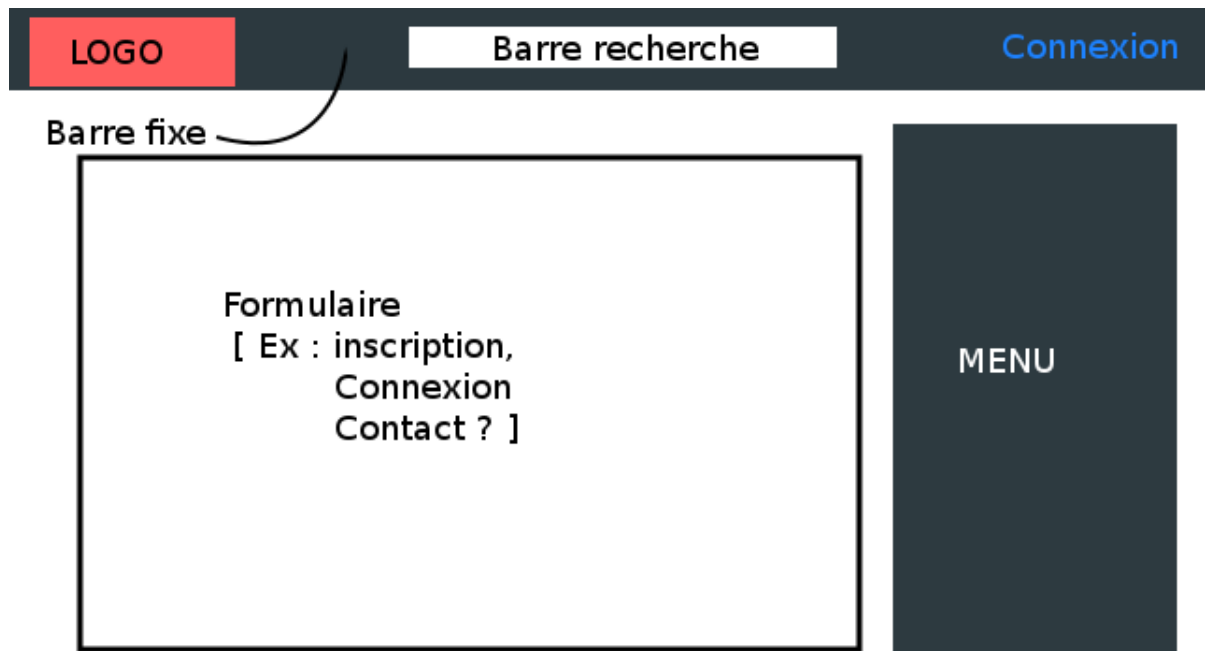 LOGO
Barre recherche
Connexion
Barre fixe
Formulaire
[ Ex : inscription,
Connexion
Contact ? ]
MENU